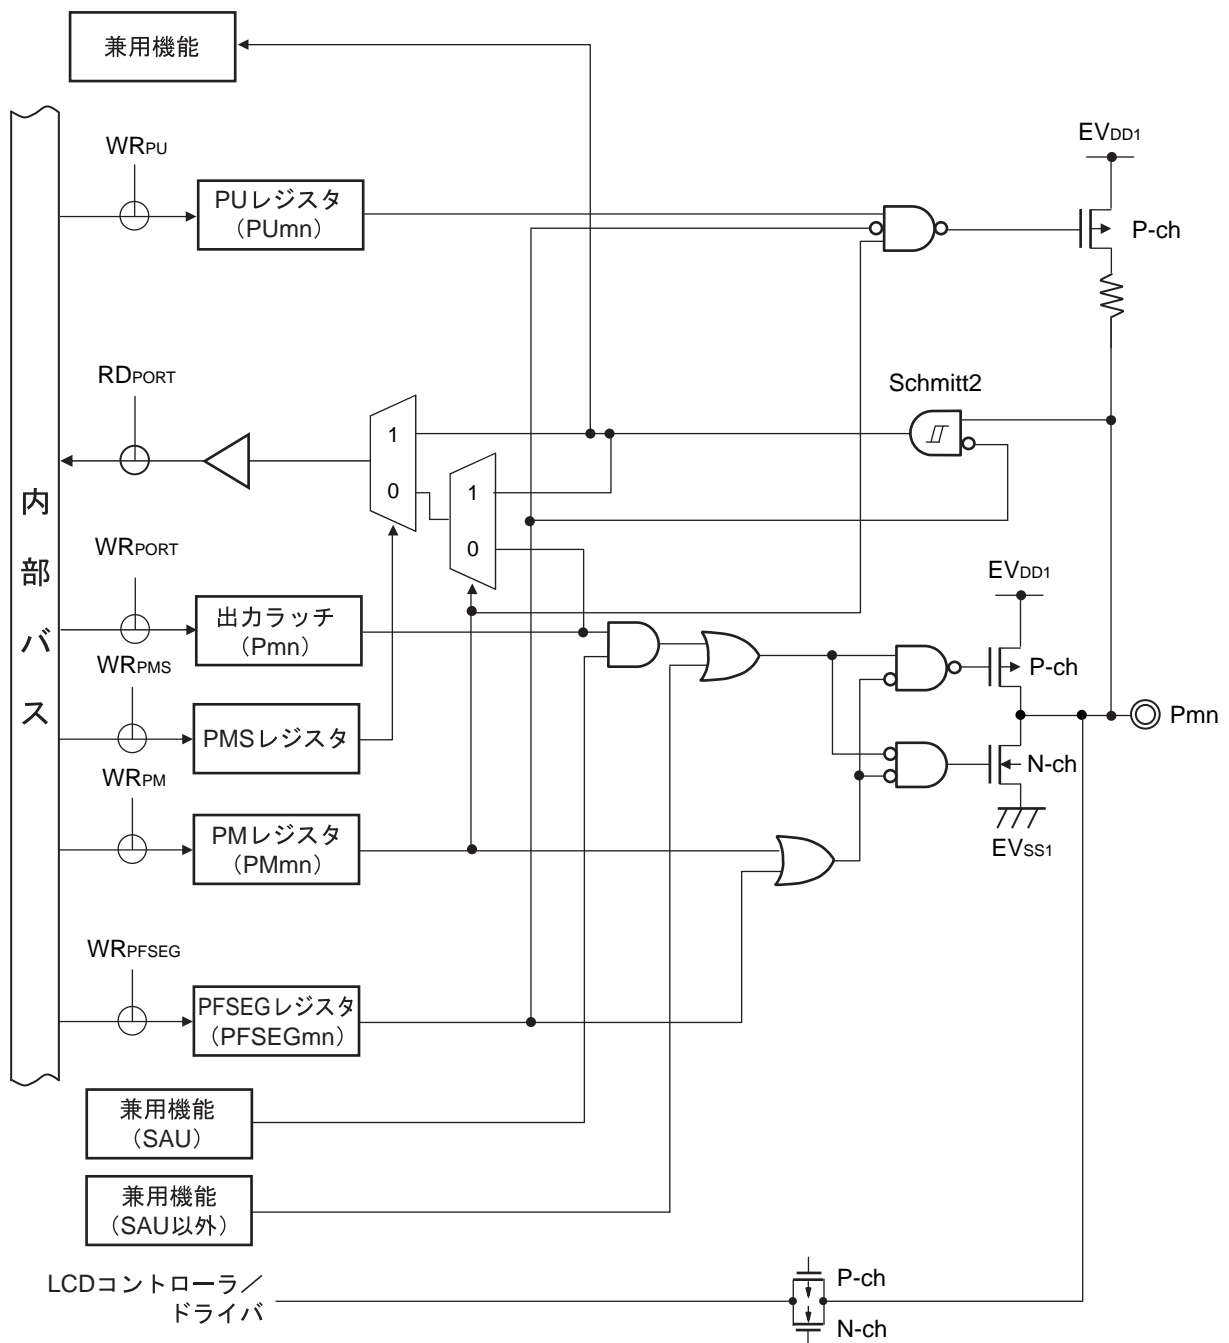 兼用機能
WRPU
PUレジスタ
（PUmn）
EVDD1
P-ch
RDPORT
Schmitt2
1
0
1
0
内部バス
WRPORT
出力ラッチ
（Pmn）
EVDD1
P-ch
WRPMS
PMSレジスタ
Pmn
N-ch
WRPM
PMレジスタ
（PMmn）
EVSS1
WRPFSEG
PFSEGレジスタ
（PFSEGmn）
兼用機能
（SAU）
兼用機能
（SAU以外）
LCDコントローラ／
ドライバ
P-ch
N-ch